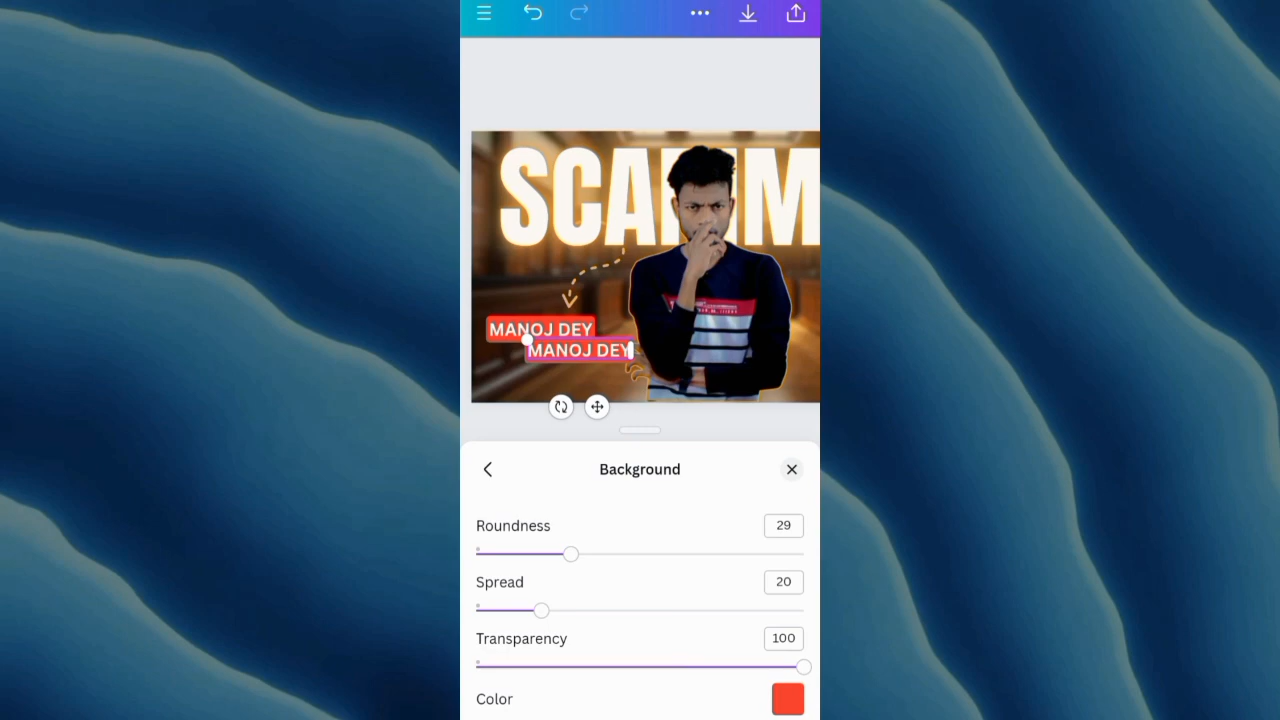 SCAM
MANOJ DEY
MANOJ DEY
Background
Roundness
29
Spread
20
Transparency
100
Color